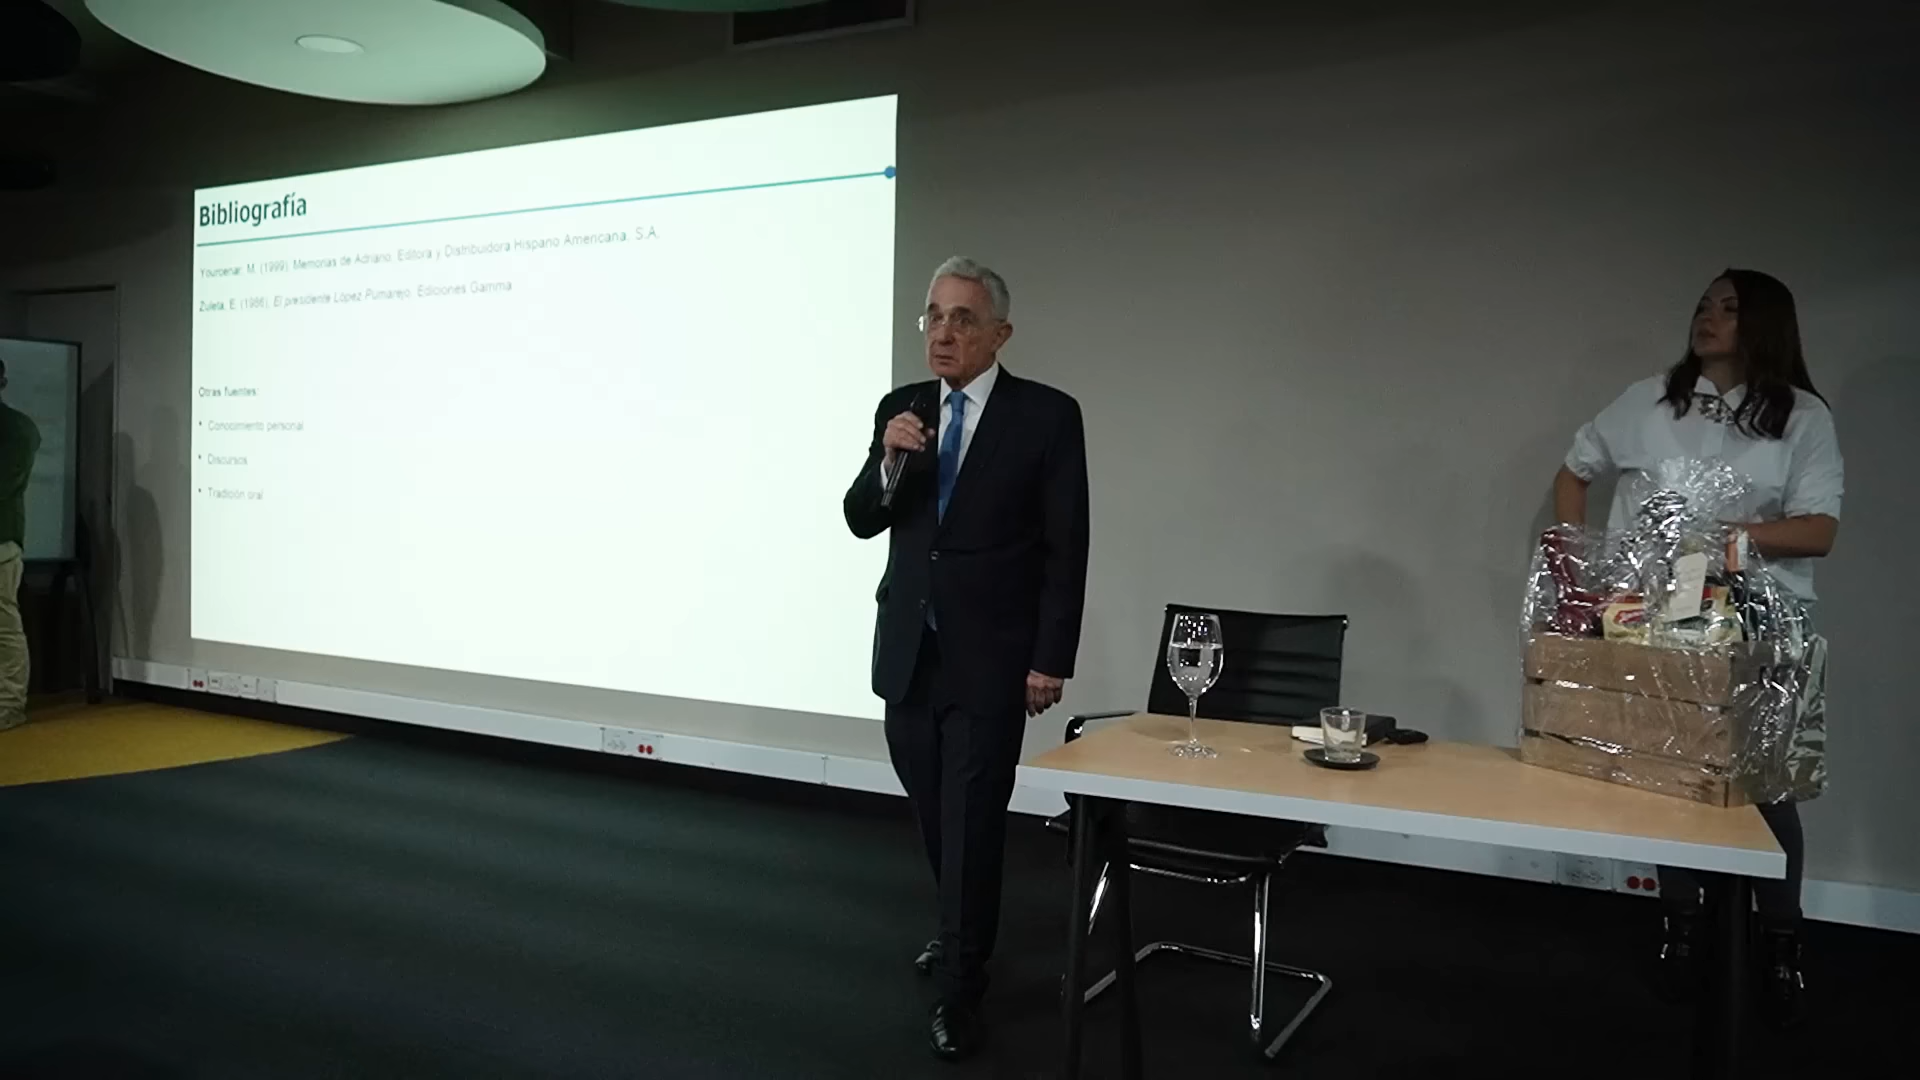 Bibliografía
Yourcenar, M. (1999). Memorias de Adriano. Editora y Distribuidora Hispano Americana, S.A.
Zuleta, E. (1986). El presidente López Pumarejo. Ediciones Gamma
Otras fuentes:
• Conocimiento personal
• Discursos
• Tradición oral